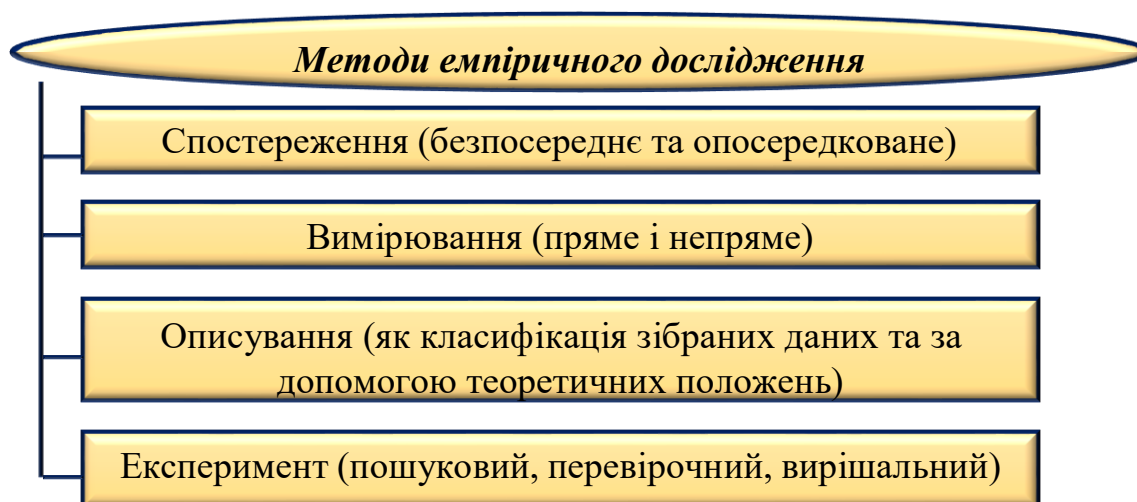 Методи емпіричного дослідження
Спостереження (безпосереднє та опосередковане)
Вимірювання (пряме і непряме)
Описування (як класифікація зібраних даних та за
допомогою теоретичних положень)
Експеримент (пошуковий, перевірочний, вирішальний)